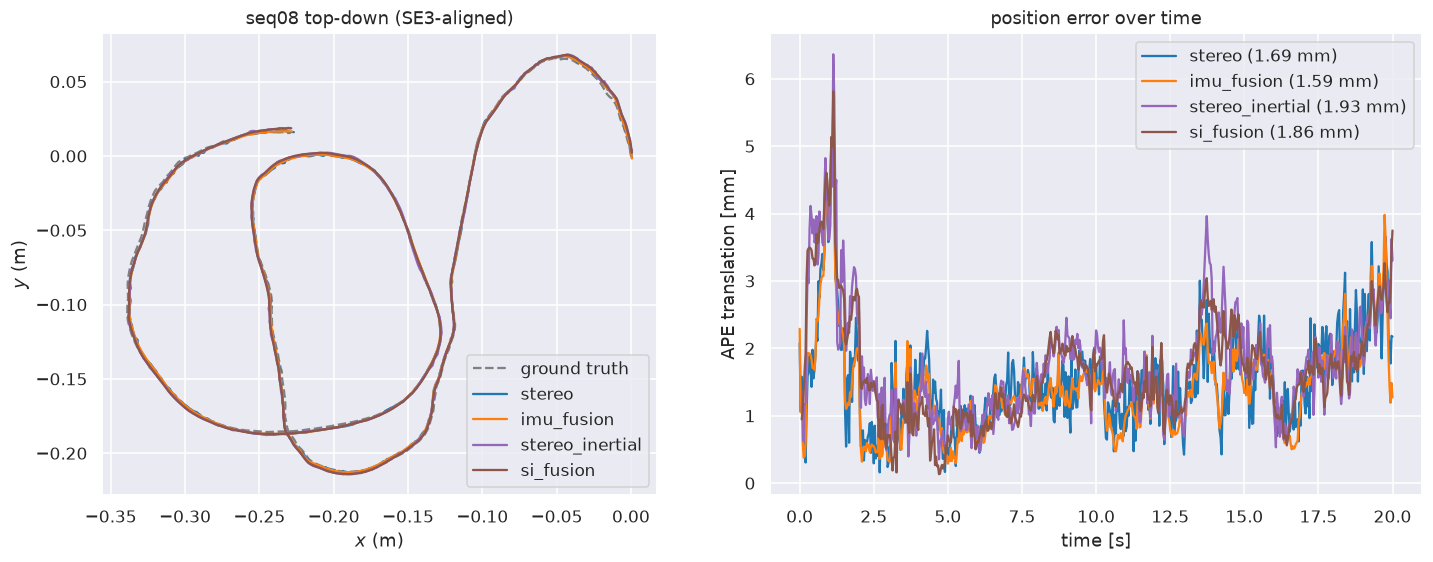 seq08 top-down (SE3-aligned)
0.05
0.00
−0.05
−0.10
−0.15
−0.20
y (m)
−0.35 −0.30 −0.25 −0.20 −0.15 −0.10 −0.05 0.00
x (m)
ground truth
stereo
imu_fusion
stereo_inertial
si_fusion
position error over time
6
5
4
3
2
1
0
APE translation [mm]
0.0 2.5 5.0 7.5 10.0 12.5 15.0 17.5 20.0
time [s]
stereo (1.69 mm)
imu_fusion (1.59 mm)
stereo_inertial (1.93 mm)
si_fusion (1.86 mm)